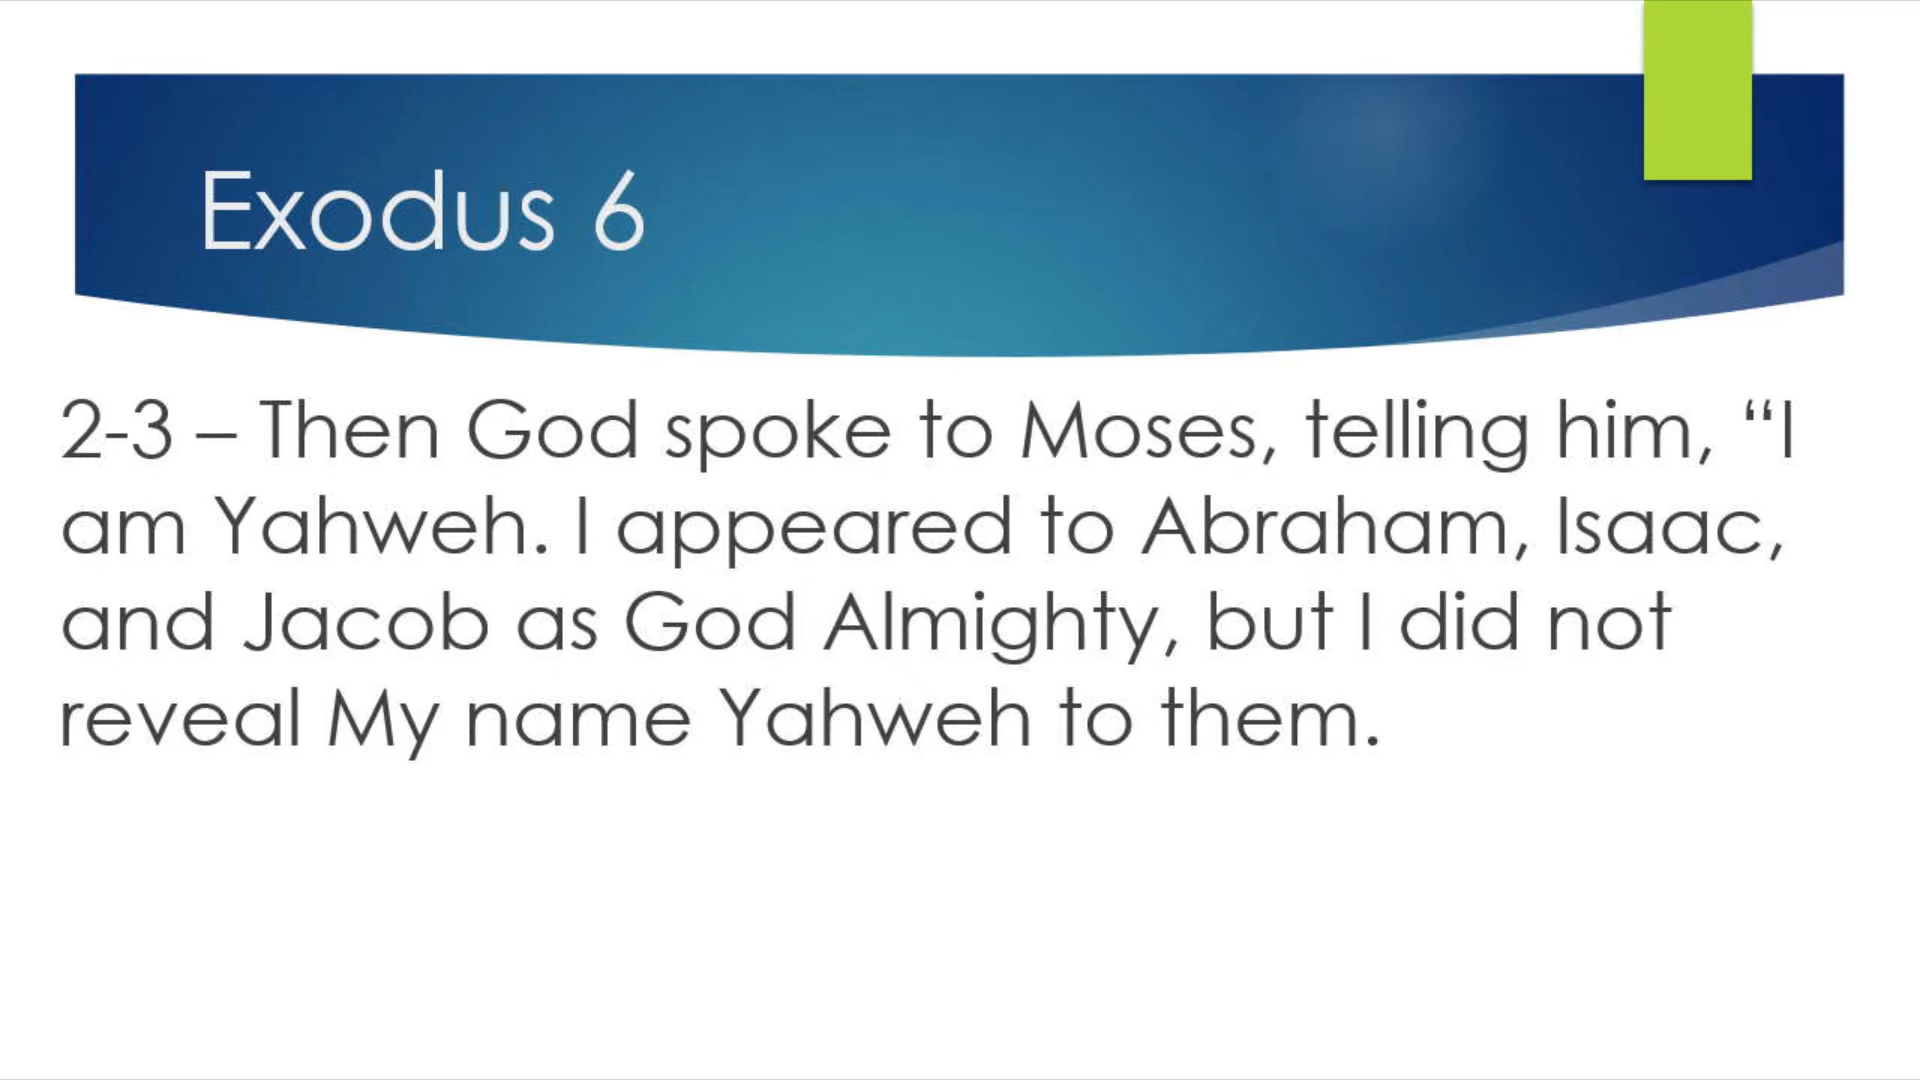 Exodus 6
2-3 – Then God spoke to Moses, telling him, “I
am Yahweh. I appeared to Abraham, Isaac,
and Jacob as God Almighty, but I did not
reveal My name Yahweh to them.